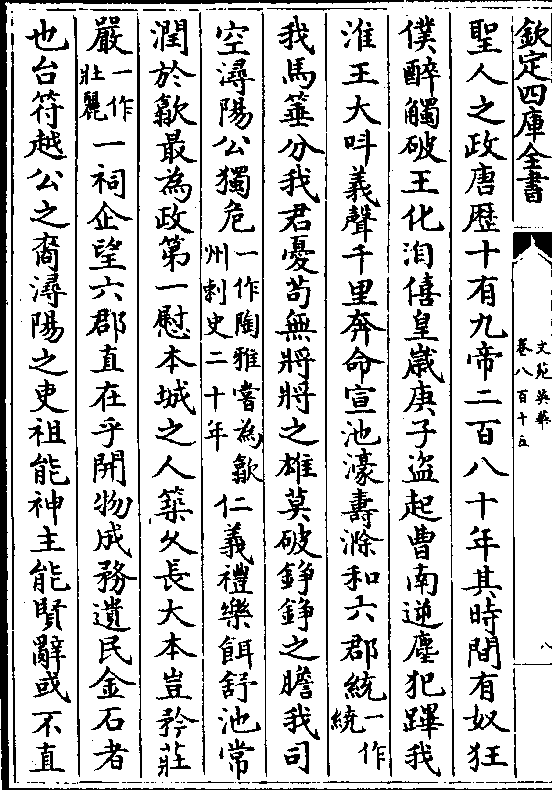 欽定四庫全書
文苑英華
卷八百十五
八
聖人之政唐歷十有九帝二百八十年其時間有奴狂
僕醉觸破王化洎僖皇歲庚子盗起曹南逆塵犯蹕我
淮王大呌義聲千里奔命宣池濠壽滁和六郡統一作統
我馬箠分我君憂茍無將將之雄莫破錚錚之膽我司
空潯陽公獨危一作陶雅嘗為歙州刺史二十年仁義禮樂餌舒池常
潤於歙最為政第一慰本城之人築乆長大本豈矜莊
嚴一作壯麗一祠企望六郡直在乎開物成務遺民金石者
也台符越公之裔潯陽之吏祖能神主能賢辭或不直